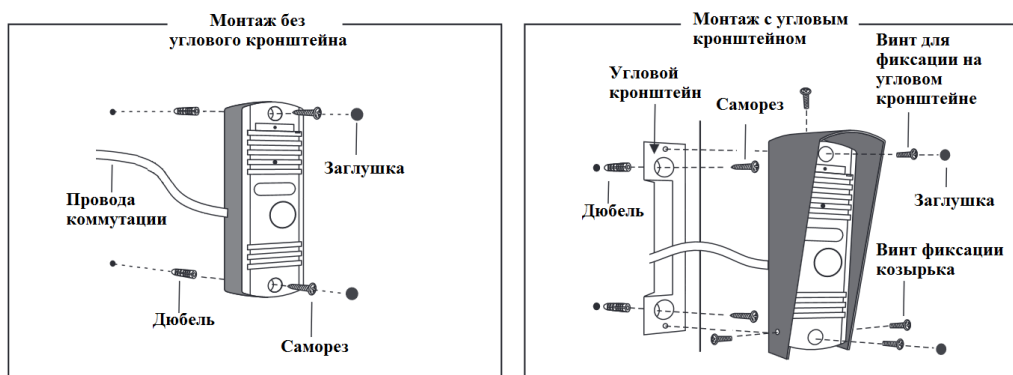 Монтаж без
углового кронштейна
Заглушка
Провода
коммутации
Дюбель
Саморез
Монтаж с угловым
кронштейном
Винт для
фиксации на
угловом
кронштейне
Угловой
кронштейн
Саморез
Дюбель
Заглушка
Винт фиксации
козырька